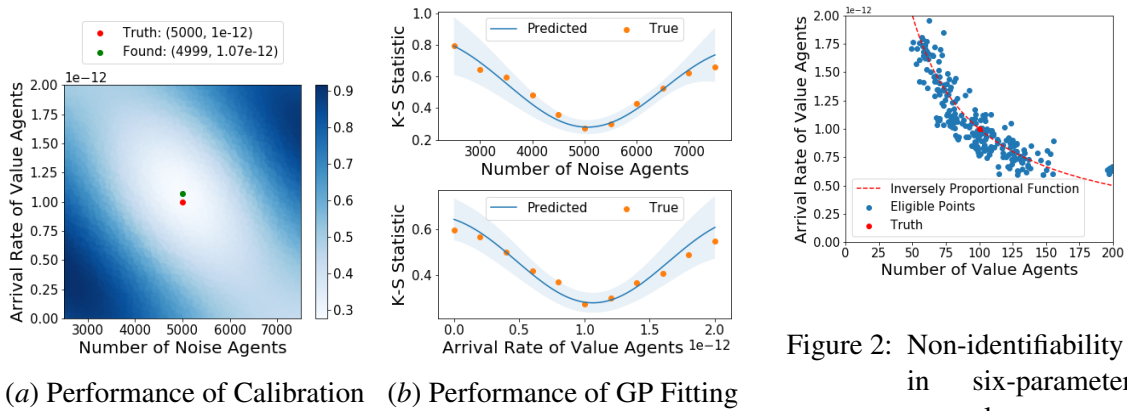 Truth: (5000, 1e-12)
Found: (4999, 1.07e-12)
1e−12
2.00
1.75
1.50
1.25
1.00
0.75
0.50
0.25
0.00
Arrival Rate of Value Agents
3000 4000 5000 6000 7000
Number of Noise Agents
0.9
0.8
0.7
0.6
0.5
0.4
0.3
(a) Performance of Calibration
Predicted True
1.0
0.8
0.6
0.4
0.2
K-S Statistic
3000 4000 5000 6000 7000
Number of Noise Agents
Predicted True
0.6
0.4
K-S Statistic
0.0 0.5 1.0 1.5 2.0
Arrival Rate of Value Agents 1e−12
(b) Performance of GP Fitting
1e−12
2.00
1.75
1.50
1.25
1.00
0.75
0.50
0.25
0.00
Arrival Rate of Value Agents
Inversely Proportional Function
Eligible Points
Truth
0 25 50 75 100 125 150 175 200
Number of Value Agents
Figure 2: Non-identifiability
in six-parameter